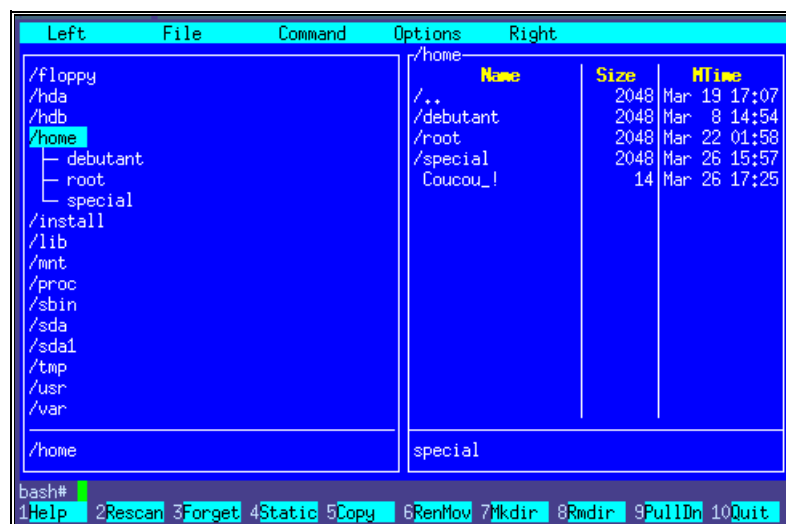 Left File Command Options Right
/floppy
/hda
/hdb
/home
debutant
root
special
/install
/lib
/mnt
/proc
/sbin
/sda
/sda1
/tmp
/usr
/var
/home
/home
Name Size MTime
/.. 2048 Mar 19 17:07
/debutant 2048 Mar 8 14:54
/root 2048 Mar 22 01:58
/special 2048 Mar 26 15:57
Coucou_! 14 Mar 26 17:25
special
bash#
1Help 2Rescan 3Forget 4Static 5Copy 6RenMov 7Mkdir 8Rmdir 9PullDn 10Quit